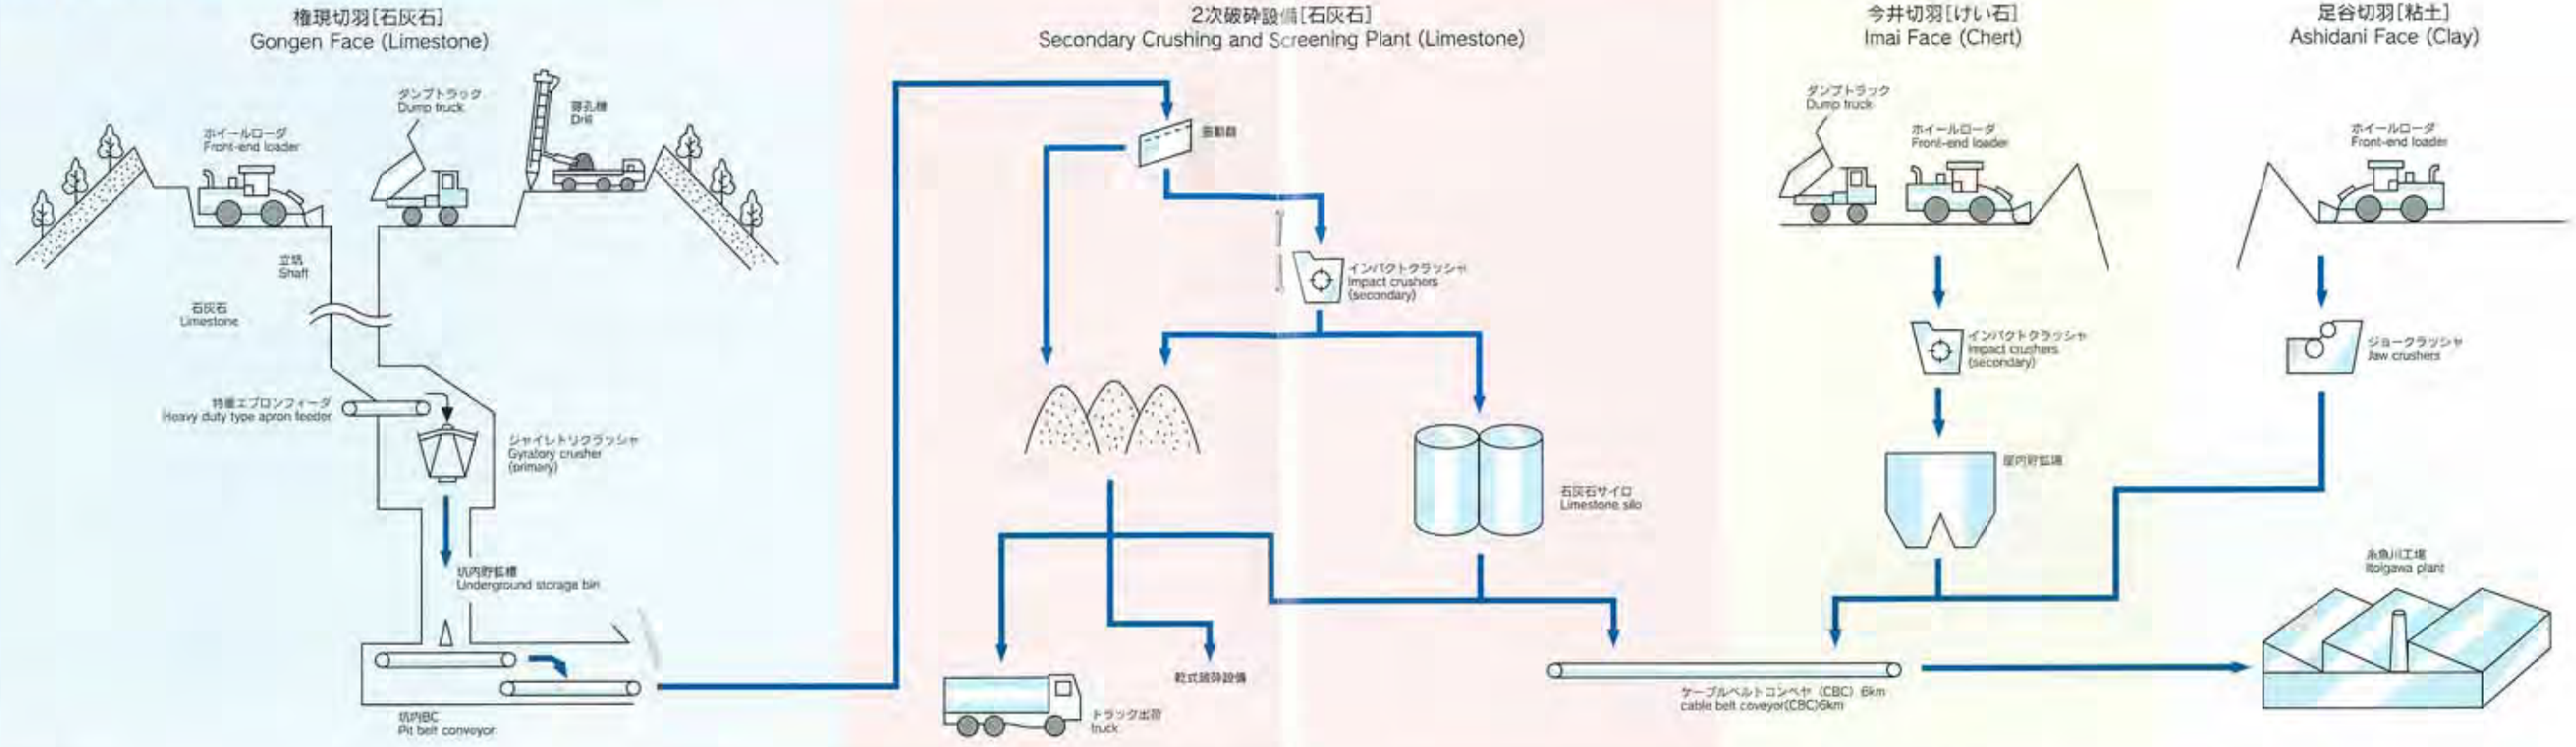 権現切羽[石灰石]
Gongen Face (Limestone)
ダンプトラック
Dump truck
穿孔機
Drill
ホイールローダ
Front-end loader
立坑
Shaft
石灰石
Limestone
特重エプロンフィーダ
Heavy duty type apron feeder
ジャイレトリクラッシャ
Gyratory crusher
(primary)
坑内貯鉱槽
Underground storage bin
坑内BC
Pit belt conveyor
2次破砕設備[石灰石]
Secondary Crushing and Screening Plant (Limestone)
インパクトクラッシャ
Impact crushers
(secondary)
石灰石サイロ
Limestone silo
乾式破砕設備
トラック出荷
truck
今井切羽[けい石]
Imai Face (Chert)
ダンプトラック
Dump truck
ホイールローダ
Front-end loader
インパクトクラッシャ
Impact crushers
(secondary)
屋内貯鉱場
ケーブルベルトコンベヤ (CBC) 6km
cable belt coveyor(CBC)6km
足谷切羽[粘土]
Ashidani Face (Clay)
ホイールローダ
Front-end loader
ジョークラッシャ
Jaw crushers
糸魚川工場
Itoigawa plant